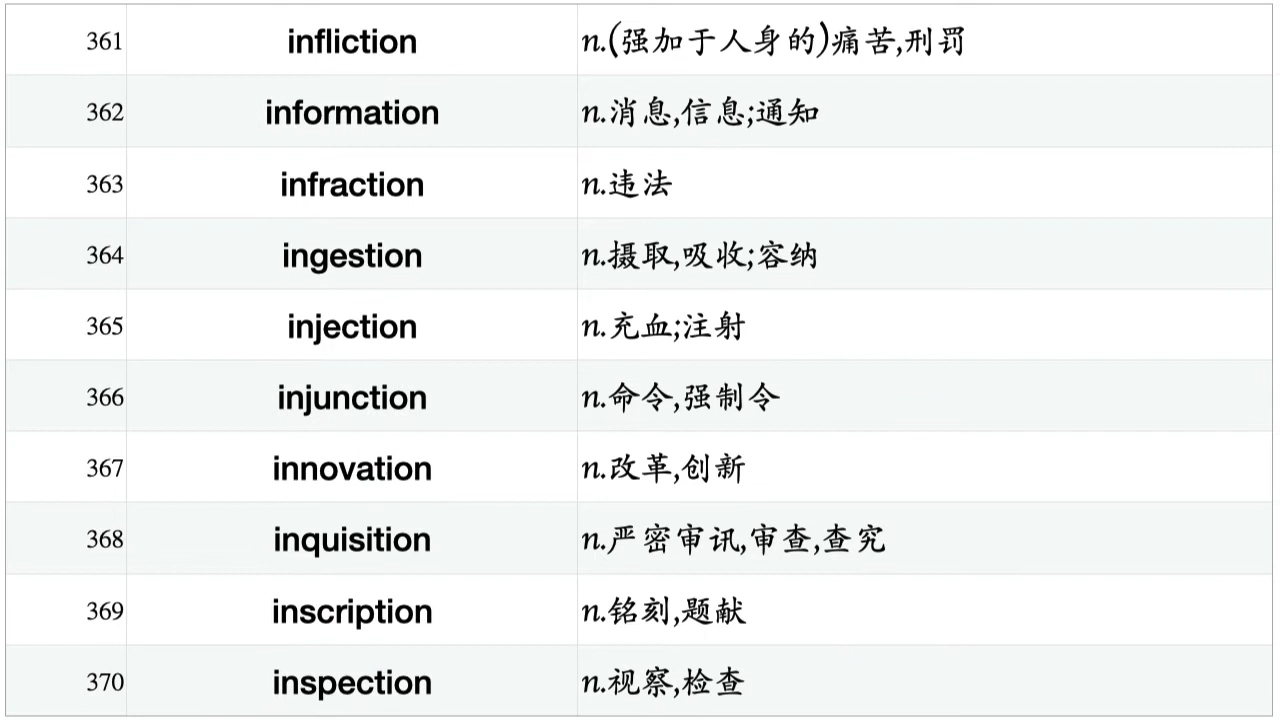 361 infliction n.(强加于人身的)痛苦,刑罚
362 information n.消息,信息;通知
363 infraction n.违法
364 ingestion n.摄取,吸收;容纳
365 injection n.充血;注射
366 injunction n.命令,强制令
367 innovation n.改革,创新
368 inquisition n.严密审讯,审查,查究
369 inscription n.铭刻,题献
370 inspection n.视察,检查